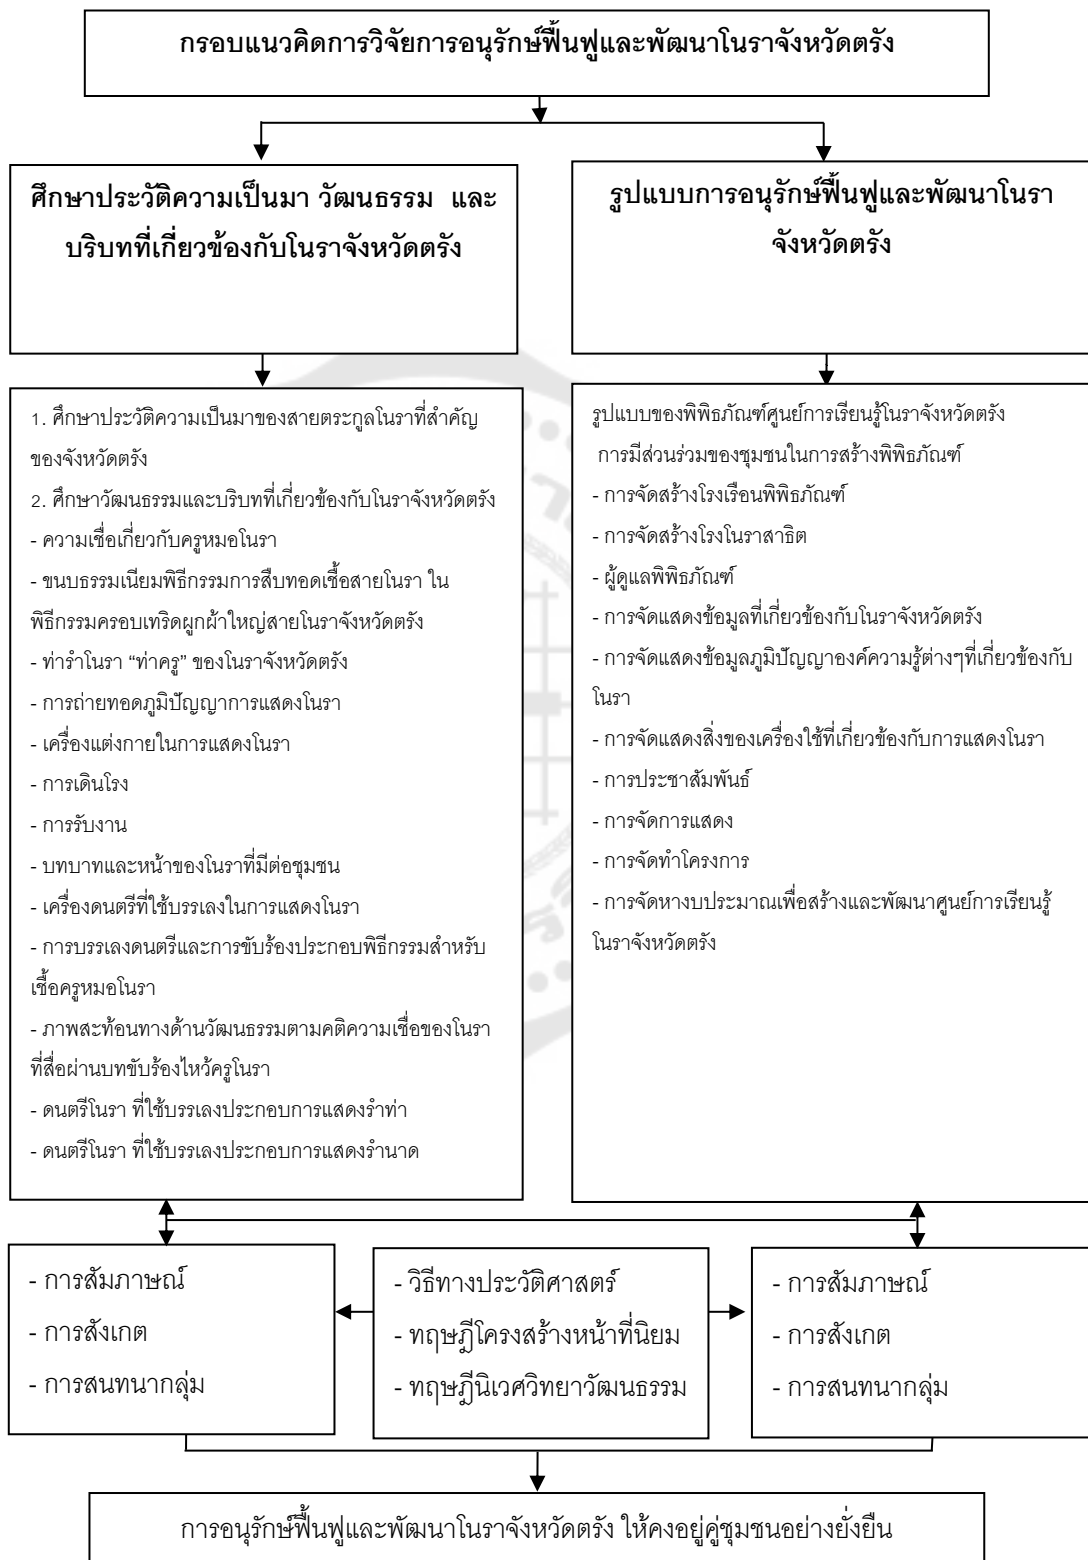 กรอบแนวคิดการวิจัยการอนุรักษ์ฟื้นฟูและพัฒนาโนราจังหวัดตรัง
ศึกษาประวัติความเป็นมา วัฒนธรรม และ
บริบทที่เกี่ยวข้องกับโนราจังหวัดตรัง
รูปแบบการอนุรักษ์ฟื้นฟูและพัฒนาโนรา
จังหวัดตรัง
1. ศึกษาประวัติความเป็นมาของสายตระกูลโนราที่สำคัญ
ของจังหวัดตรัง
2. ศึกษาวัฒนธรรมและบริบทที่เกี่ยวข้องกับโนราจังหวัดตรัง
- ความเชื่อเกี่ยวกับครูหมอโนรา
- ขนบธรรมเนียมพิธีกรรมการสืบทอดเชื้อสายโนรา ใน
พิธีกรรมครอบเทริดผูกผ้าใหญ่สายโนราจังหวัดตรัง
- ท่ารำโนรา “ท่าครู” ของโนราจังหวัดตรัง
- การถ่ายทอดภูมิปัญญาการแสดงโนรา
- เครื่องแต่งกายในการแสดงโนรา
- การเดินโรง
- การรับงาน
- บทบาทและหน้าของโนราที่มีต่อชุมชน
- เครื่องดนตรีที่ใช้บรรเลงในการแสดงโนรา
- การบรรเลงดนตรีและการขับร้องประกอบพิธีกรรมสำหรับ
เชื้อครูหมอโนรา
- ภาพสะท้อนทางด้านวัฒนธรรมตามคติความเชื่อของโนรา
ที่สื่อผ่านบทขับร้องไหว้ครูโนรา
- ดนตรีโนรา ที่ใช้บรรเลงประกอบการแสดงรำท่า
- ดนตรีโนรา ที่ใช้บรรเลงประกอบการแสดงรำนาด
รูปแบบของพิพิธภัณฑ์ศูนย์การเรียนรู้โนราจังหวัดตรัง
การมีส่วนร่วมของชุมชนในการสร้างพิพิธภัณฑ์
- การจัดสร้างโรงเรือนพิพิธภัณฑ์
- การจัดสร้างโรงโนราสาธิต
- ผู้ดูแลพิพิธภัณฑ์
- การจัดแสดงข้อมูลที่เกี่ยวข้องกับโนราจังหวัดตรัง
- การจัดแสดงข้อมูลภูมิปัญญาองค์ความรู้ต่างๆที่เกี่ยวข้องกับ
โนรา
- การจัดแสดงสิ่งของเครื่องใช้ที่เกี่ยวข้องกับการแสดงโนรา
- การประชาสัมพันธ์
- การจัดการแสดง
- การจัดทำโครงการ
- การจัดหางบประมาณเพื่อสร้างและพัฒนาศูนย์การเรียนรู้
โนราจังหวัดตรัง
- การสัมภาษณ์
- การสังเกต
- การสนทนากลุ่ม
- วิธีทางประวัติศาสตร์
- ทฤษฎีโครงสร้างหน้าที่นิยม
- ทฤษฎีนิเวศวิทยาวัฒนธรรม
- การสัมภาษณ์
- การสังเกต
- การสนทนากลุ่ม
การอนุรักษ์ฟื้นฟูและพัฒนาโนราจังหวัดตรัง ให้คงอยู่คู่ชุมชนอย่างยั่งยืน